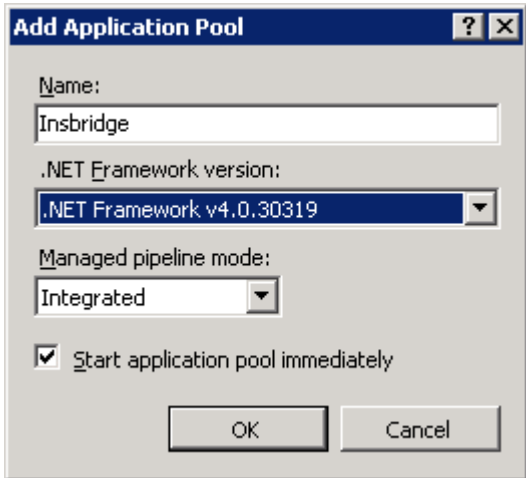 Add Application Pool
Name:
Insbridge
.NET Framework version:
.NET Framework v4.0.30319
Managed pipeline mode:
Integrated
Start application pool immediately
OK Cancel